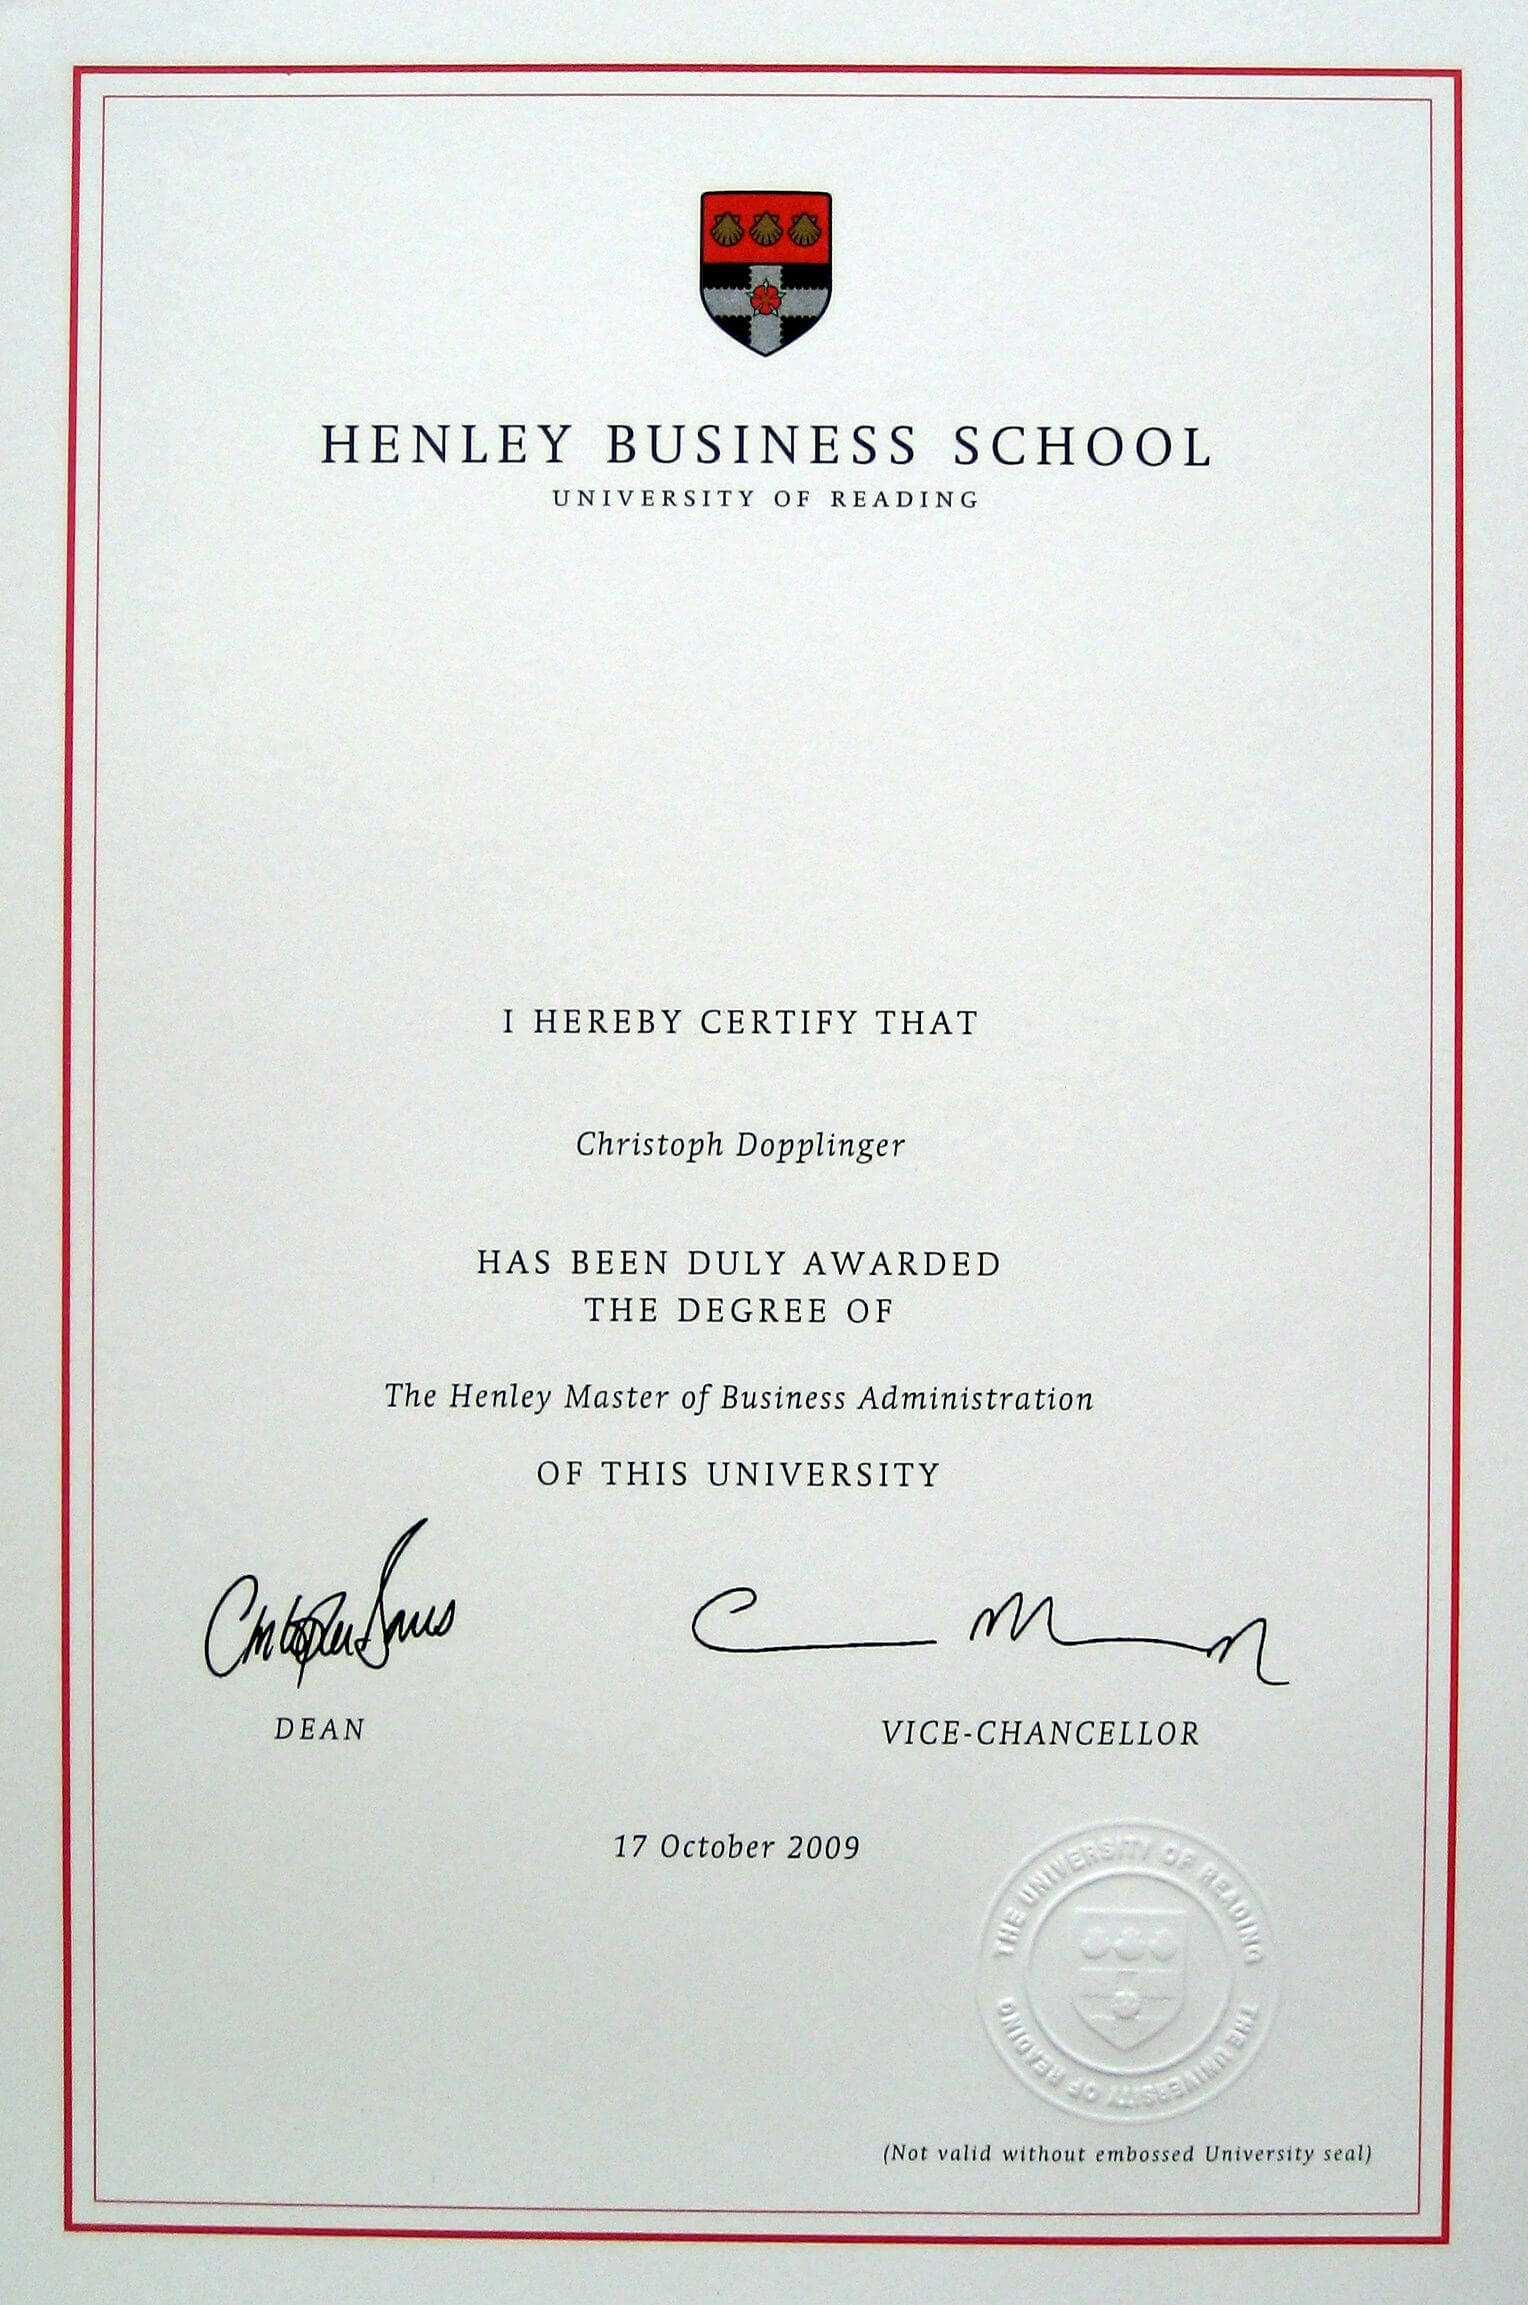 HENLEY BUSINESS SCHOOL
UNIVERSITY OF READING
I HEREBY CERTIFY THAT
Christoph Dopplinger
HAS BEEN DULY AWARDED
THE DEGREE OF
The Henley Master of Business Administration
OF THIS UNIVERSITY
DEAN
VICE-CHANCELLOR
17 October 2009
THE UNIVERSITY OF READING
THE UNIVERSITY OF READING
(Not valid without embossed University seal)